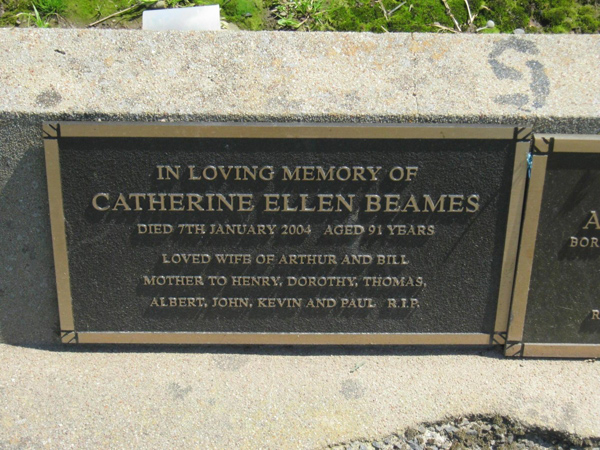 IN LOVING MEMORY OF
CATHERINE ELLEN BEAMES
DIED 7TH JANUARY 2004 AGED 91 YEARS
LOVED WIFE OF ARTHUR AND BILL
MOTHER TO HENRY, DOROTHY, THOMAS,
ALBERT, JOHN, KEVIN AND PAUL R.I.P.
A
BOR
R